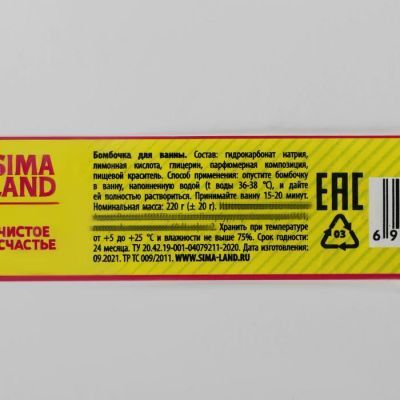 SIMA
LAND
ЧИСТОЕ
СЧАСТЬЕ
Бомбочка для ванны. Состав: гидрокарбонат натрия,
лимонная кислота, глицерин, парфюмерная композиция,
пищевой краситель. Способ применения: опустите бомбочку
в ванну, наполненную водой (t воды 36-38 °C), и дайте
ей полностью раствориться. Принимайте ванну 15-20 минут.
Номинальная масса: 220 г (± 20 г).
Хранить при температуре
от +5 до +25 °C и влажности не выше 75%. Срок годности:
24 месяца. ТУ 20.42.19-001-04079211-2020. Дата изготовления:
09.2021. ТР ТС 009/2011. WWW.SIMA-LAND.RU
EAC
03
6 9